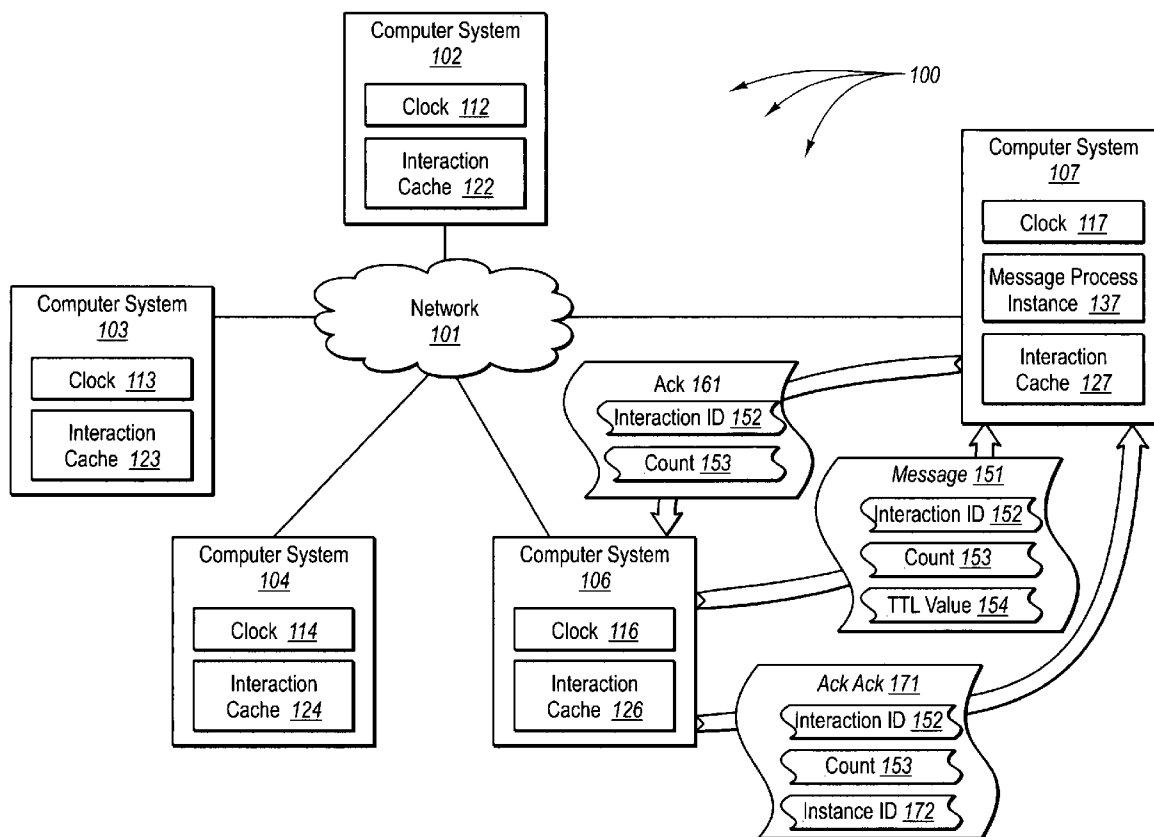 Computer System
102
Clock 112
Interaction
Cache 122
100
Computer System
107
Clock 117
Message Process
Instance 137
Interaction
Cache 127
Network
101
Computer System
103
Clock 113
Interaction
Cache 123
Ack 161
Interaction ID 152
Count 153
Message 151
Interaction ID 152
Count 153
TTL Value 154
Computer System
104
Clock 114
Interaction
Cache 124
Computer System
106
Clock 116
Interaction
Cache 126
Ack Ack 171
Interaction ID 152
Count 153
Instance ID 172